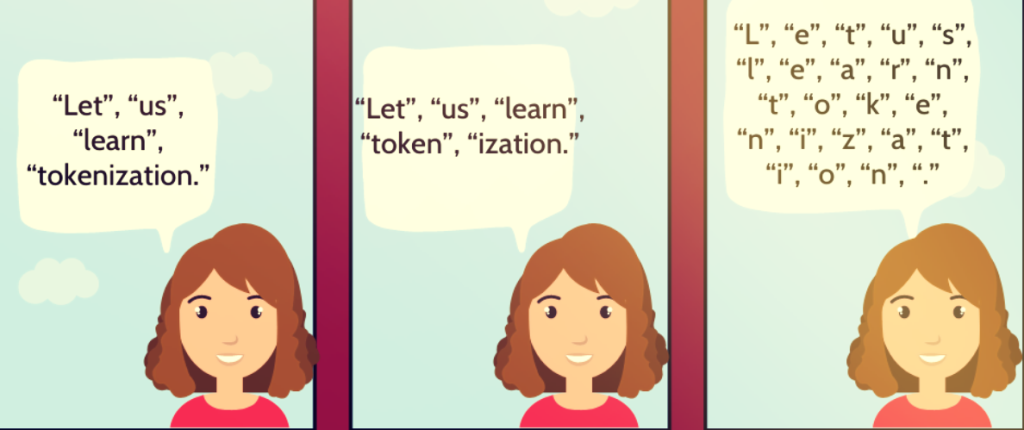 “Let”, “us”,
“learn”,
“tokenization.”
“Let”, “us”, “learn”,
“token”, “ization.”
“L”, “e”, “t”, “u”, “s”,
“l”, “e”, “a”, “r”, “n”,
“t”, “o”, “k”, “e”,
“n”, “i”, “z”, “a”, “t”,
“i”, “o”, “n”, “.”